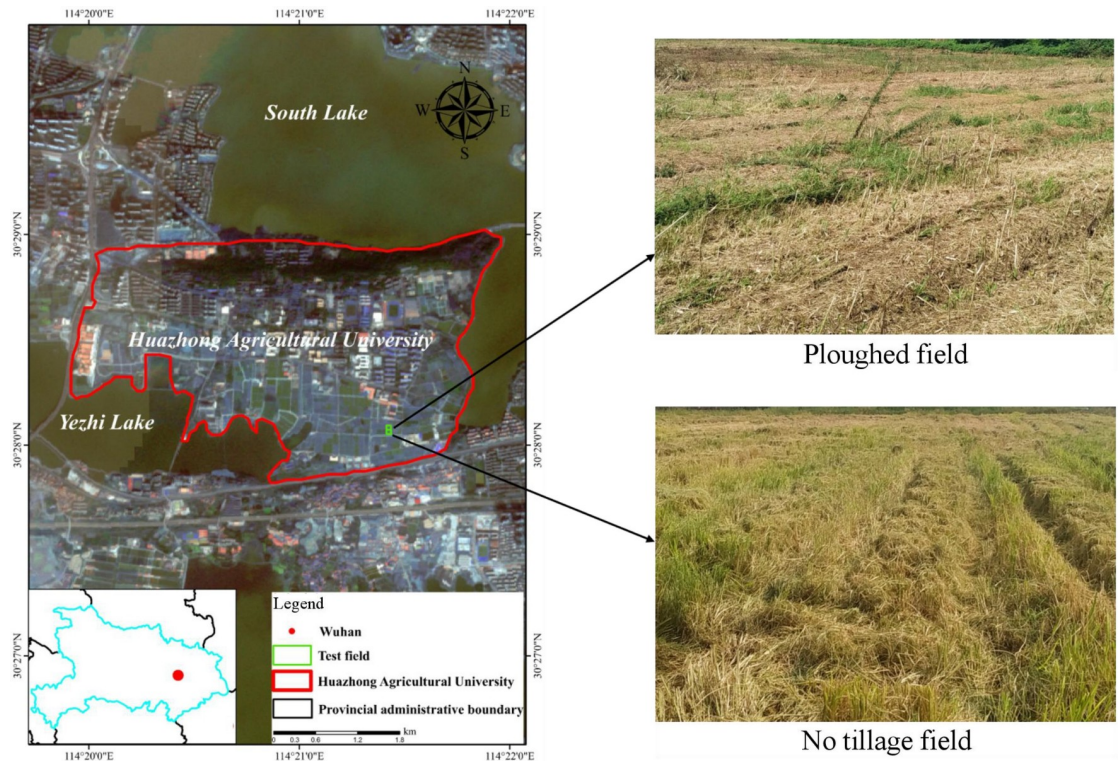 114°20'0"E
114°21'0"E
114°22'0"E
South Lake
N
W
E
S
30°29'0"N
30°29'0"N
Huazhong Agricultural University
Yezhi Lake
30°28'0"N
30°28'0"N
30°27'0"N
30°27'0"N
Legend
Wuhan
Test field
Huazhong Agricultural University
Provincial administrative boundary
km
0 0.3 0.6 1.2 1.8
114°20'0"E
114°21'0"E
114°22'0"E
Ploughed field
No tillage field